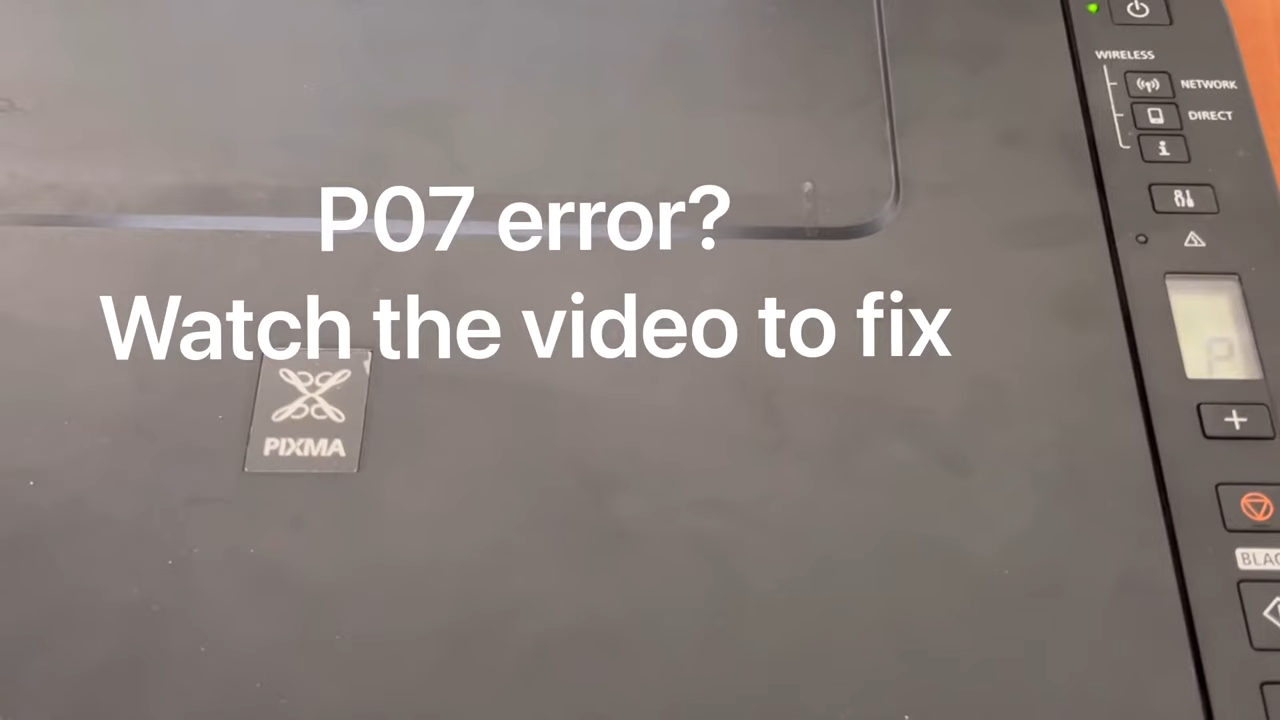 WIRELESS
NETWORK
DIRECT
P07 error?
Watch the video to fix
P
PIXMA